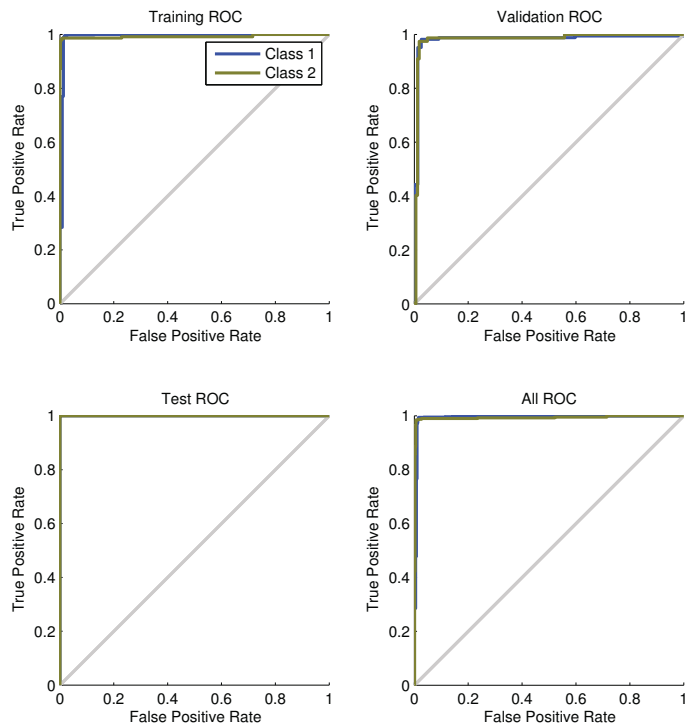 Training ROC
Class 1
Class 2
True Positive Rate
1
0.8
0.6
0.4
0.2
0
0 0.2 0.4 0.6 0.8 1
False Positive Rate
Validation ROC
True Positive Rate
1
0.8
0.6
0.4
0.2
0
0 0.2 0.4 0.6 0.8 1
False Positive Rate
Test ROC
True Positive Rate
1
0.8
0.6
0.4
0.2
0
0 0.2 0.4 0.6 0.8 1
False Positive Rate
All ROC
True Positive Rate
1
0.8
0.6
0.4
0.2
0
0 0.2 0.4 0.6 0.8 1
False Positive Rate